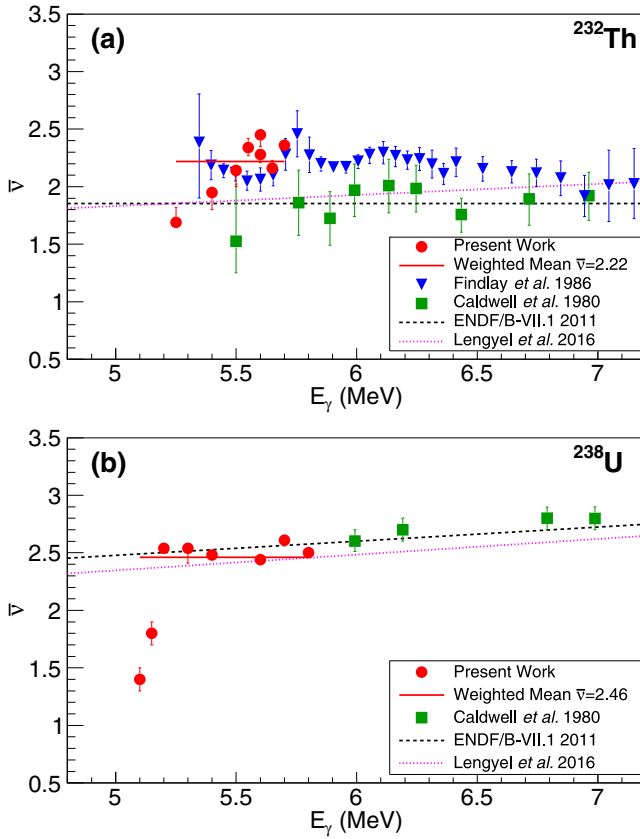 (a)
²³²Th
3.5
3
2.5
2
1.5
1
0.5
ν̄
Present Work
Weighted Mean ν̄=2.22
Findlay et al. 1986
Caldwell et al. 1980
ENDF/B-VII.1 2011
Lengyel et al. 2016
5 5.5 6 6.5 7
Eγ (MeV)
(b)
²³⁸U
3.5
3
2.5
2
1.5
1
0.5
ν̄
Present Work
Weighted Mean ν̄=2.46
Caldwell et al. 1980
ENDF/B-VII.1 2011
Lengyel et al. 2016
5 5.5 6 6.5 7
Eγ (MeV)